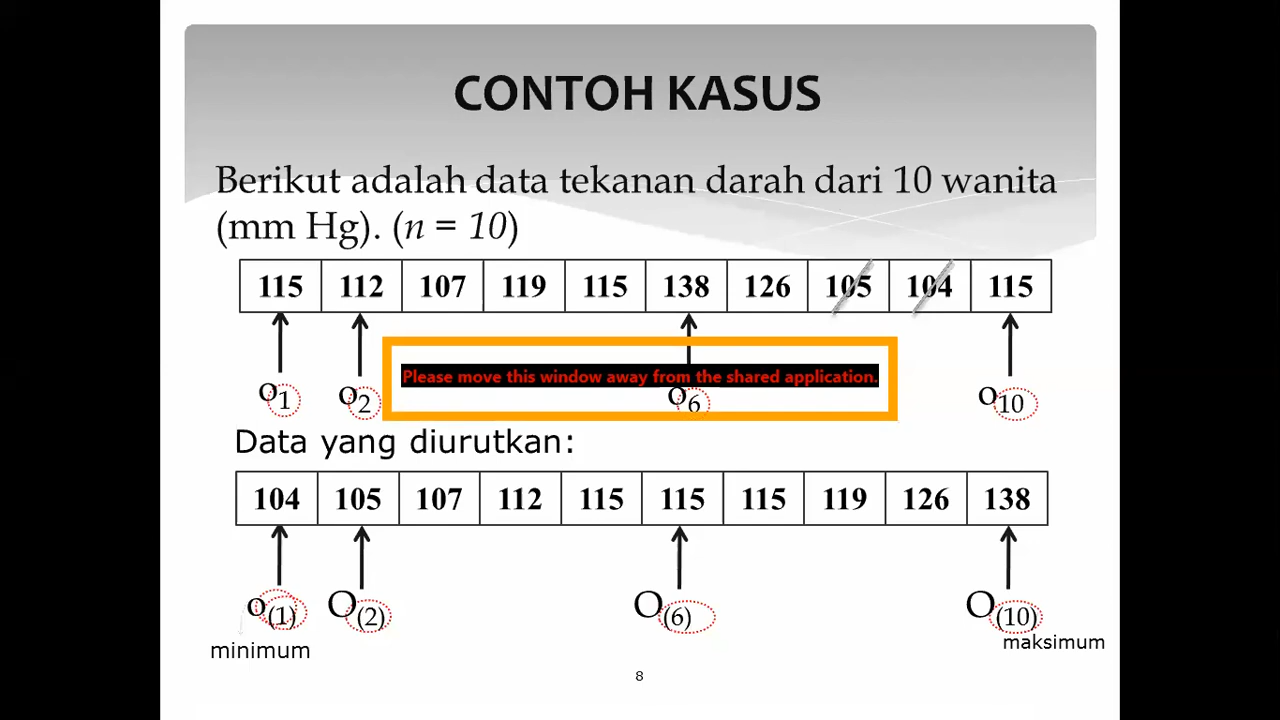 CONTOH KASUS
Berikut adalah data tekanan darah dari 10 wanita
(mm Hg). (n = 10)
115 112 107 119 115 138 126 105 104 115
Please move this window away from the shared application.
o1 o2 o6 o10
Data yang diurutkan:
104 105 107 112 115 115 115 119 126 138
o(1) O(2) O(6) O(10)
minimum maksimum
8